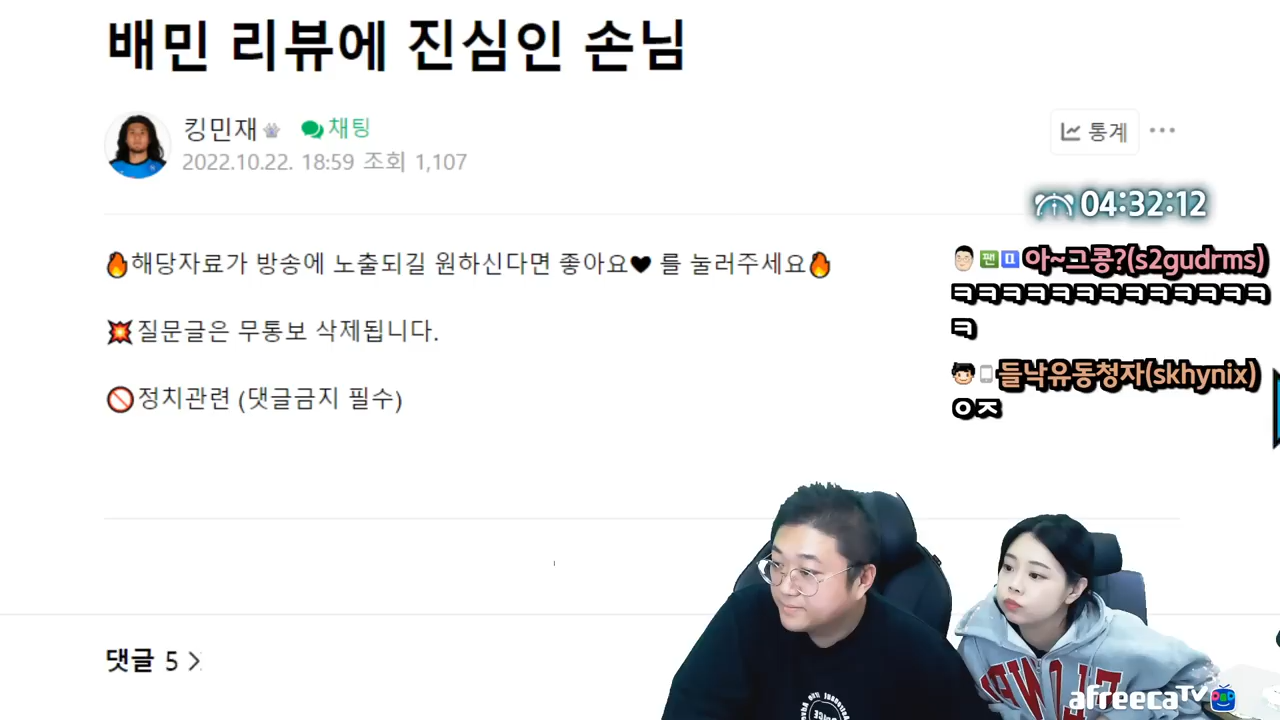 배민 리뷰에 진심인 손님
킹민재 채팅
2022.10.22. 18:59 조회 1,107
통계
04:32:12
🔥해당자료가 방송에 노출되길 원하신다면 좋아요♥ 를 눌러주세요🔥
💥질문글은 무통보 삭제됩니다.
🚫정치관련 (댓글금지 필수)
팬 아~그콩?(s2gudrms)
ㅋㅋㅋㅋㅋㅋㅋㅋㅋㅋㅋㅋㅋ
ㅋ
들낙유동청자(skhynix)
ㅇㅈ
댓글 5 >
afreecaTV